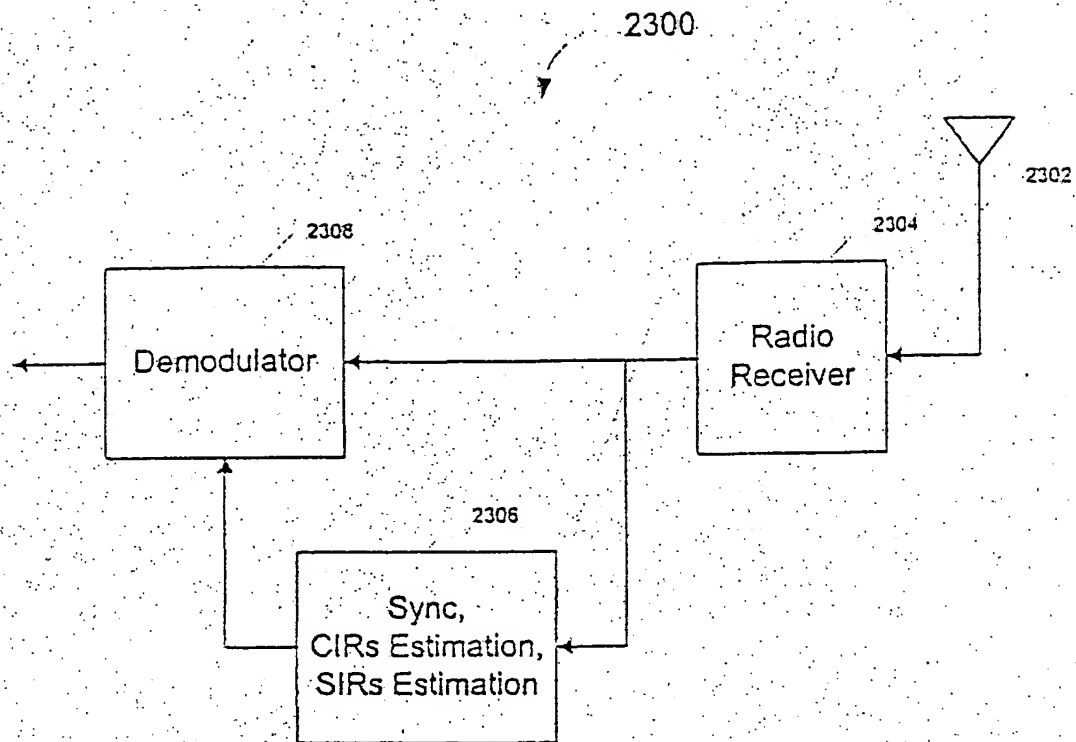 2300
2302
2308
2304
Demodulator
Radio
Receiver
2306
Sync,
CIRs Estimation,
SIRs Estimation